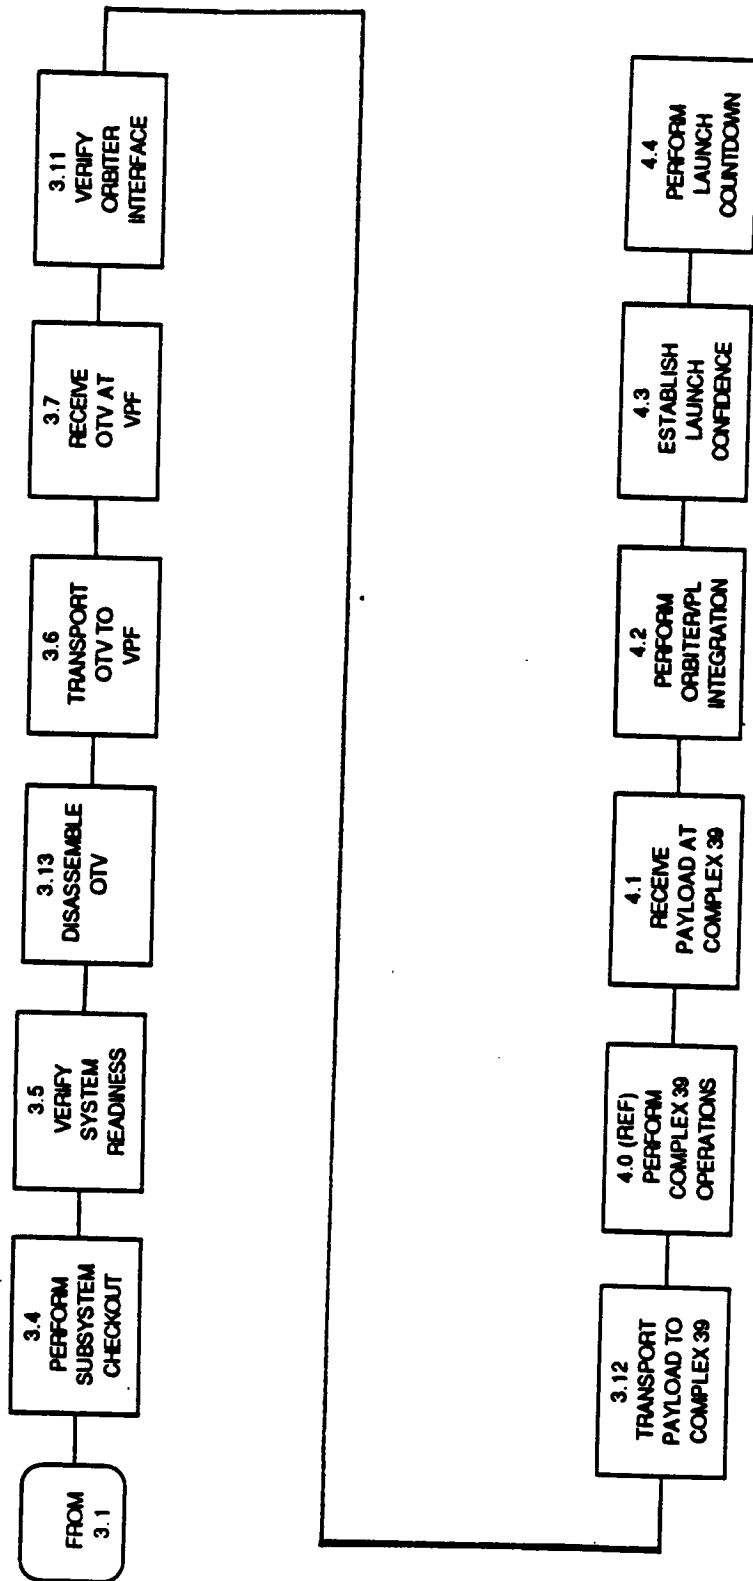 FROM
3.1
3.4
PERFORM
SUBSYSTEM
CHECKOUT
3.5
VERIFY
SYSTEM
READINESS
3.13
DISASSEMBLE
OTV
3.6
TRANSPORT
OTV TO
VPF
3.7
RECEIVE
OTV AT
VPF
3.11
VERIFY
ORBITER
INTERFACE
3.12
TRANSPORT
PAYLOAD TO
COMPLEX 39
4.0 (REF)
PERFORM
COMPLEX 39
OPERATIONS
4.1
RECEIVE
PAYLOAD AT
COMPLEX 39
4.2
PERFORM
ORBITER/PL
INTEGRATION
4.3
ESTABLISH
LAUNCH
CONFIDENCE
4.4
PERFORM
LAUNCH
COUNTDOWN